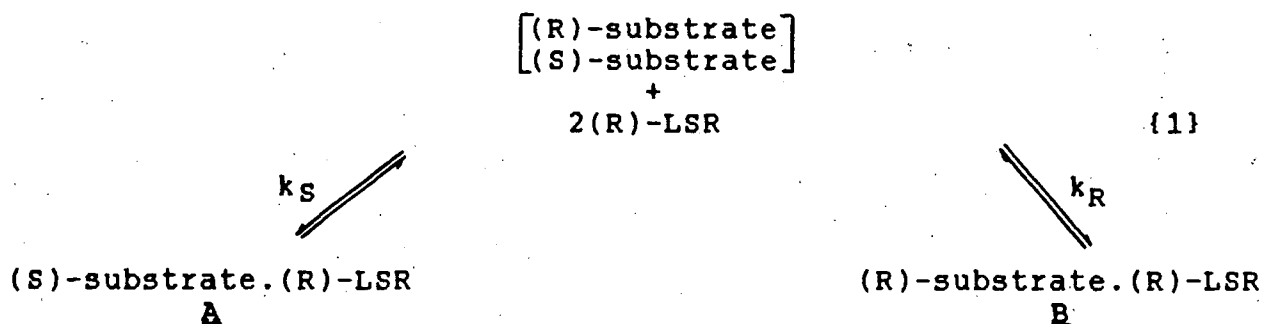 (R)-substrate
(S)-substrate
+
2(R)-LSR
{1}
kS
kR
(S)-substrate.(R)-LSR
(R)-substrate.(R)-LSR
A
B